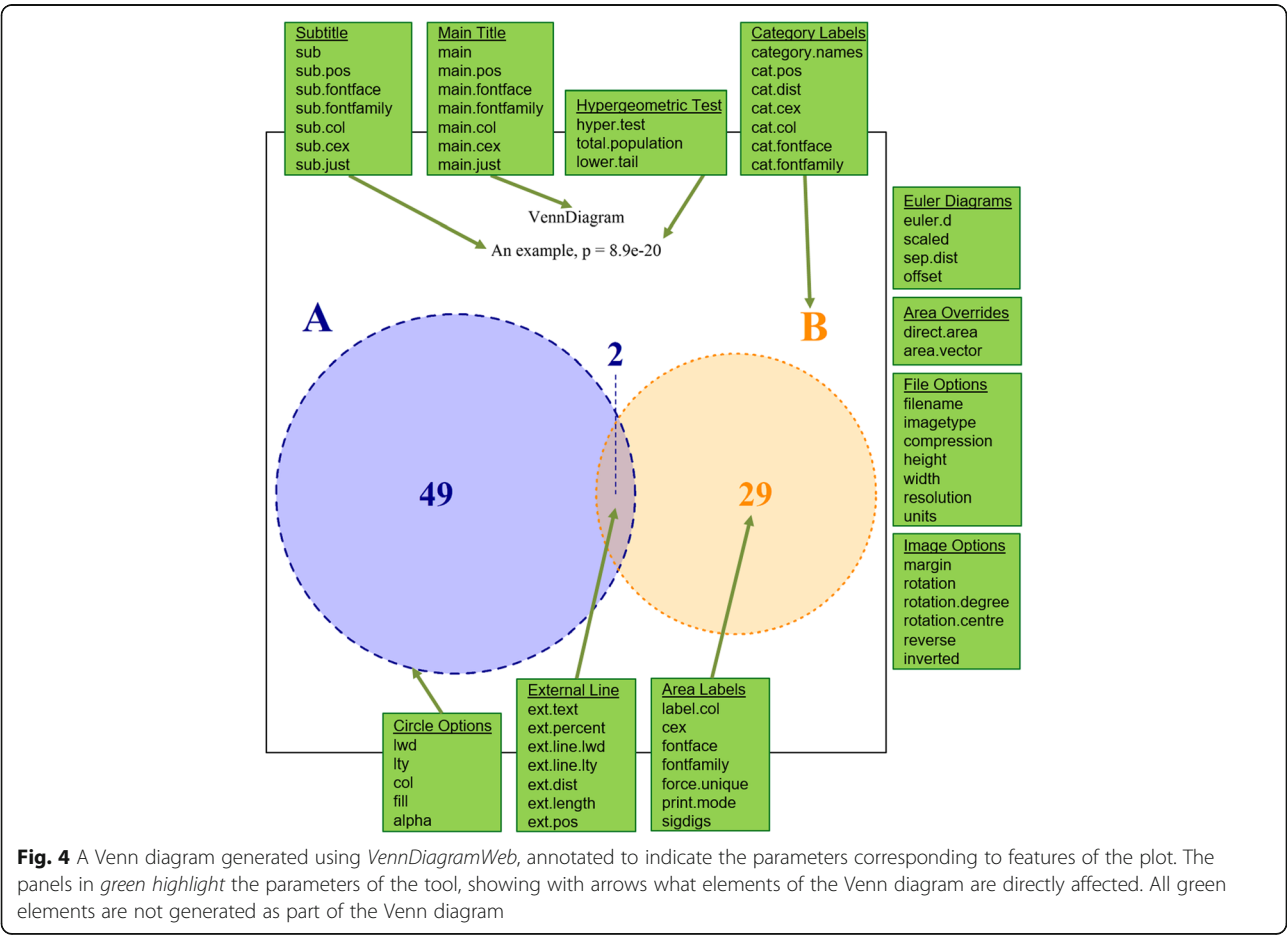 Subtitle
sub
sub.pos
sub.fontface
sub.fontfamily
sub.col
sub.cex
sub.just
Main Title
main
main.pos
main.fontface
main.fontfamily
main.col
main.cex
main.just
Hypergeometric Test
hyper.test
total.population
lower.tail
Category Labels
category.names
cat.pos
cat.dist
cat.cex
cat.col
cat.fontface
cat.fontfamily
VennDiagram
An example, p = 8.9e-20
A
B
2
49
29
Euler Diagrams
euler.d
scaled
sep.dist
offset
Area Overrides
direct.area
area.vector
File Options
filename
imagetype
compression
height
width
resolution
units
Image Options
margin
rotation
rotation.degree
rotation.centre
reverse
inverted
Circle Options
lwd
lty
col
fill
alpha
External Line
ext.text
ext.percent
ext.line.lwd
ext.line.lty
ext.dist
ext.length
ext.pos
Area Labels
label.col
cex
fontface
fontfamily
force.unique
print.mode
sigdigs
Fig. 4 A Venn diagram generated using VennDiagramWeb, annotated to indicate the parameters corresponding to features of the plot. The
panels in green highlight the parameters of the tool, showing with arrows what elements of the Venn diagram are directly affected. All green
elements are not generated as part of the Venn diagram